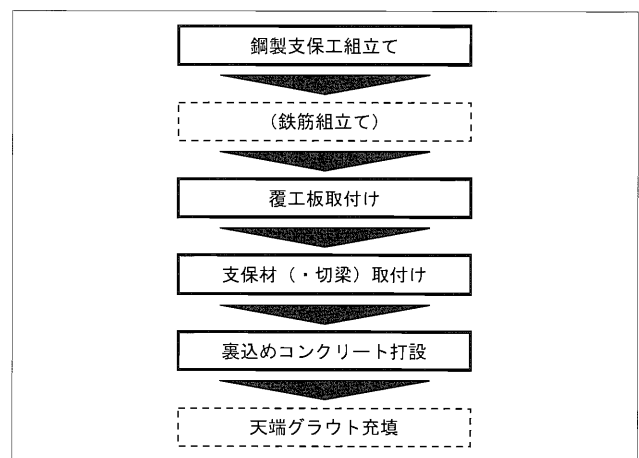 鋼製支保工組立て
(鉄筋組立て)
覆工板取付け
支保材(・切梁)取付け
裏込めコンクリート打設
天端グラウト充填